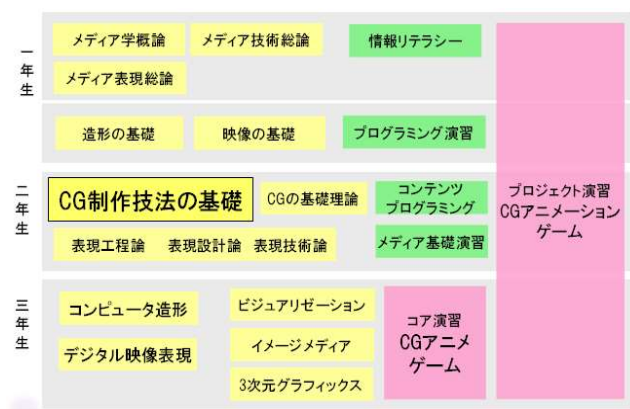 一年生
メディア学概論 メディア技術総論 情報リテラシー
メディア表現総論
造形の基礎 映像の基礎 プログラミング演習
二年生
CG制作技法の基礎 CGの基礎理論 コンテンツ
プログラミング
表現工程論 表現設計論 表現技術論 メディア基礎演習
プロジェクト演習
CGアニメーション
ゲーム
三年生
コンピュータ造形 ビジュアリゼーション
デジタル映像表現 イメージメディア
3次元グラフィックス
コア演習
CGアニメ
ゲーム